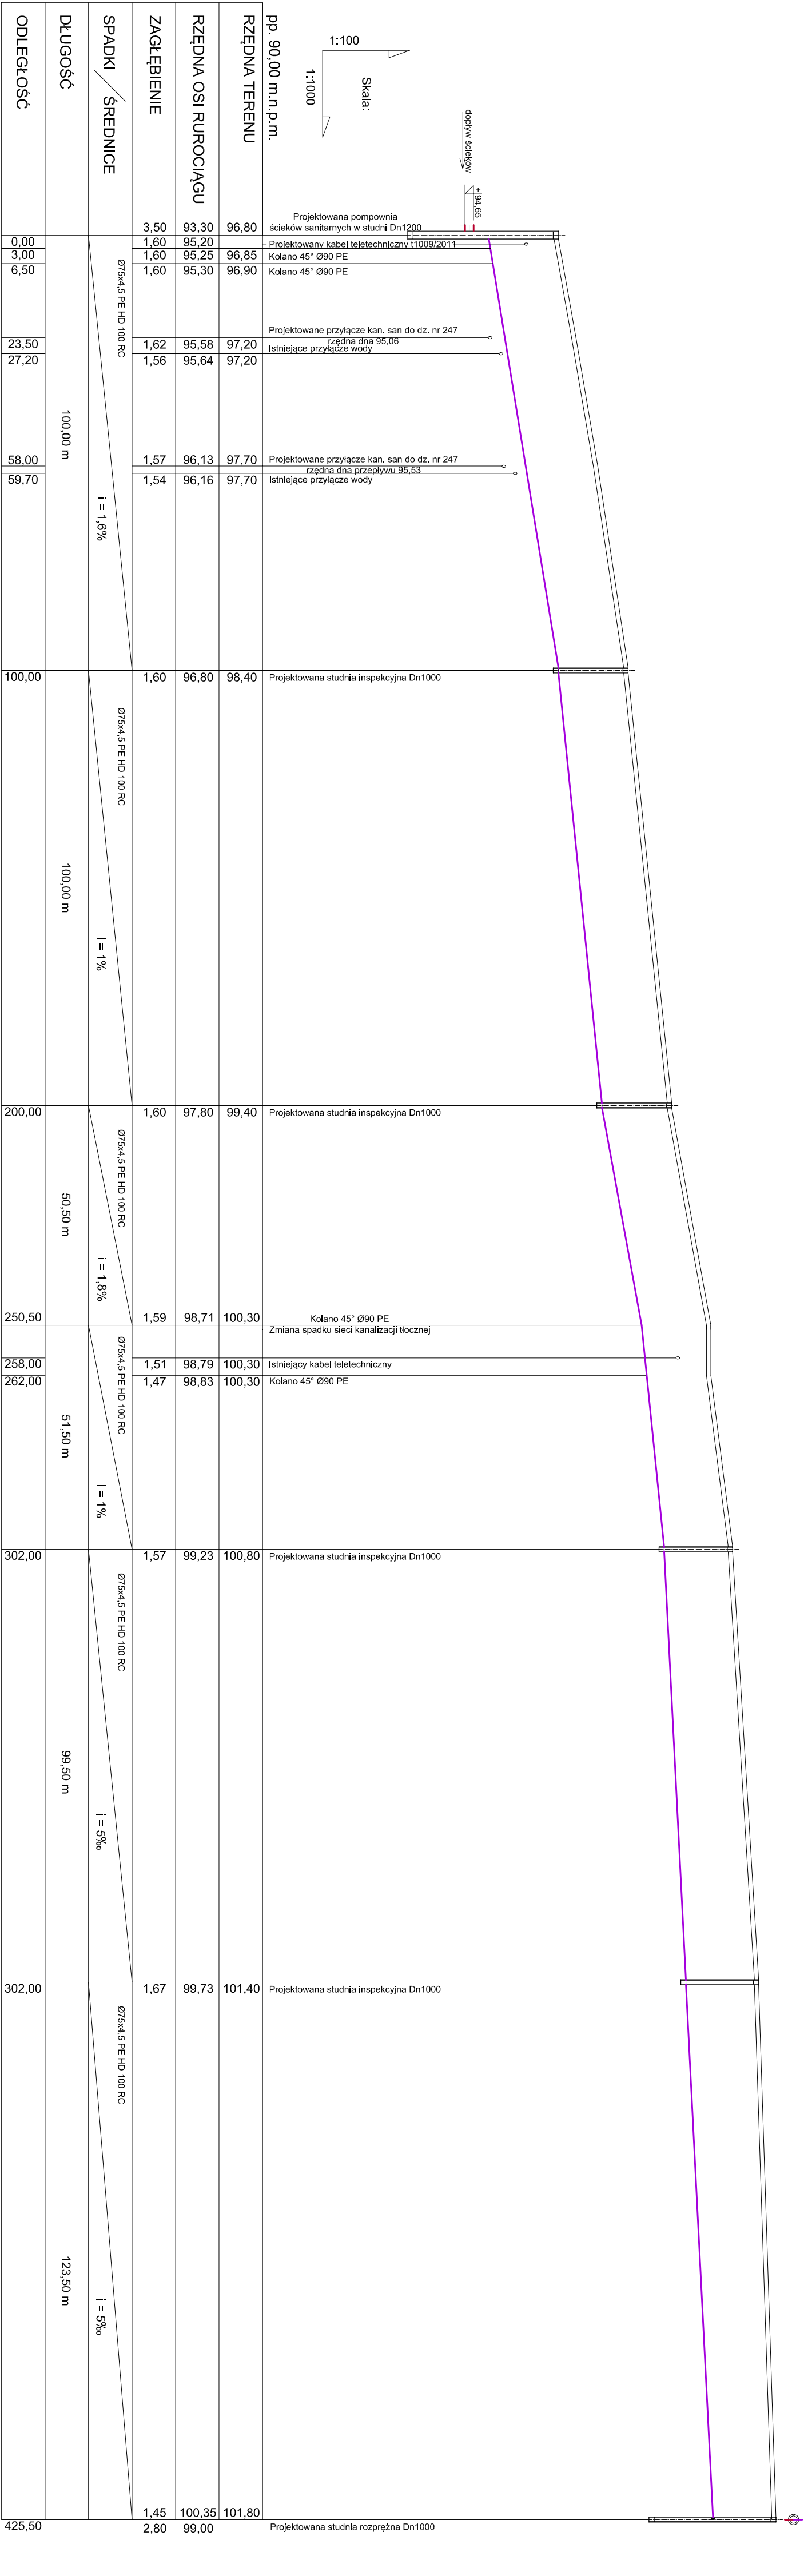 Skala:
1:100
1:1000
dopływ ścieków
+94,65
pp. 90,00 m.n.p.m.
RZĘDNA TERENU
RZĘDNA OSI RUROCIĄGU
ZAGŁĘBIENIE
SPADKI / ŚREDNICE
DŁUGOŚĆ
ODLEGŁOŚĆ
Projektowana pompownia
ścieków sanitarnych w studni Dn1200
3,50 93,30 96,80
Projektowany kabel teletechniczny t1009/2011
0,00 1,60 95,20
Kolano 45° Ø90 PE
3,00 1,60 95,25 96,85
Kolano 45° Ø90 PE
6,50 1,60 95,30 96,90
Projektowane przyłącze kan. san do dz. nr 247
rzędna dna 95,06
23,50 1,62 95,58 97,20
Istniejące przyłącze wody
27,20 1,56 95,64 97,20
Projektowane przyłącze kan. san do dz. nr 247
rzędna dna przepływu 95,53
58,00 1,57 96,13 97,70
Istniejące przyłącze wody
59,70 1,54 96,16 97,70
Ø75x4,5 PE HD 100 RC
100,00 m
i = 1,6%
100,00 1,60 96,80 98,40 Projektowana studnia inspekcyjna Dn1000
Ø75x4,5 PE HD 100 RC
100,00 m
i = 1%
200,00 1,60 97,80 99,40 Projektowana studnia inspekcyjna Dn1000
Ø75x4,5 PE HD 100 RC
50,50 m
i = 1,8%
250,50 1,59 98,71 100,30 Kolano 45° Ø90 PE
Zmiana spadku sieci kanalizacji tłocznej
258,00 1,51 98,79 100,30 Istniejący kabel teletechniczny
262,00 1,47 98,83 100,30 Kolano 45° Ø90 PE
Ø75x4,5 PE HD 100 RC
51,50 m
i = 1%
302,00 1,57 99,23 100,80 Projektowana studnia inspekcyjna Dn1000
Ø75x4,5 PE HD 100 RC
99,50 m
i = 5‰
302,00 1,67 99,73 101,40 Projektowana studnia inspekcyjna Dn1000
Ø75x4,5 PE HD 100 RC
123,50 m
i = 5‰
1,45 100,35 101,80
425,50 2,80 99,00 Projektowana studnia rozprężna Dn1000